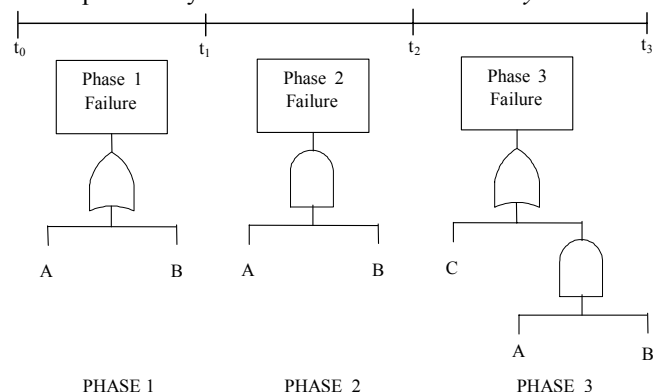 t0 t1 t2 t3
Phase 1 Phase 2 Phase 3
Failure Failure Failure
A B A B C
A B
PHASE 1 PHASE 2 PHASE 3